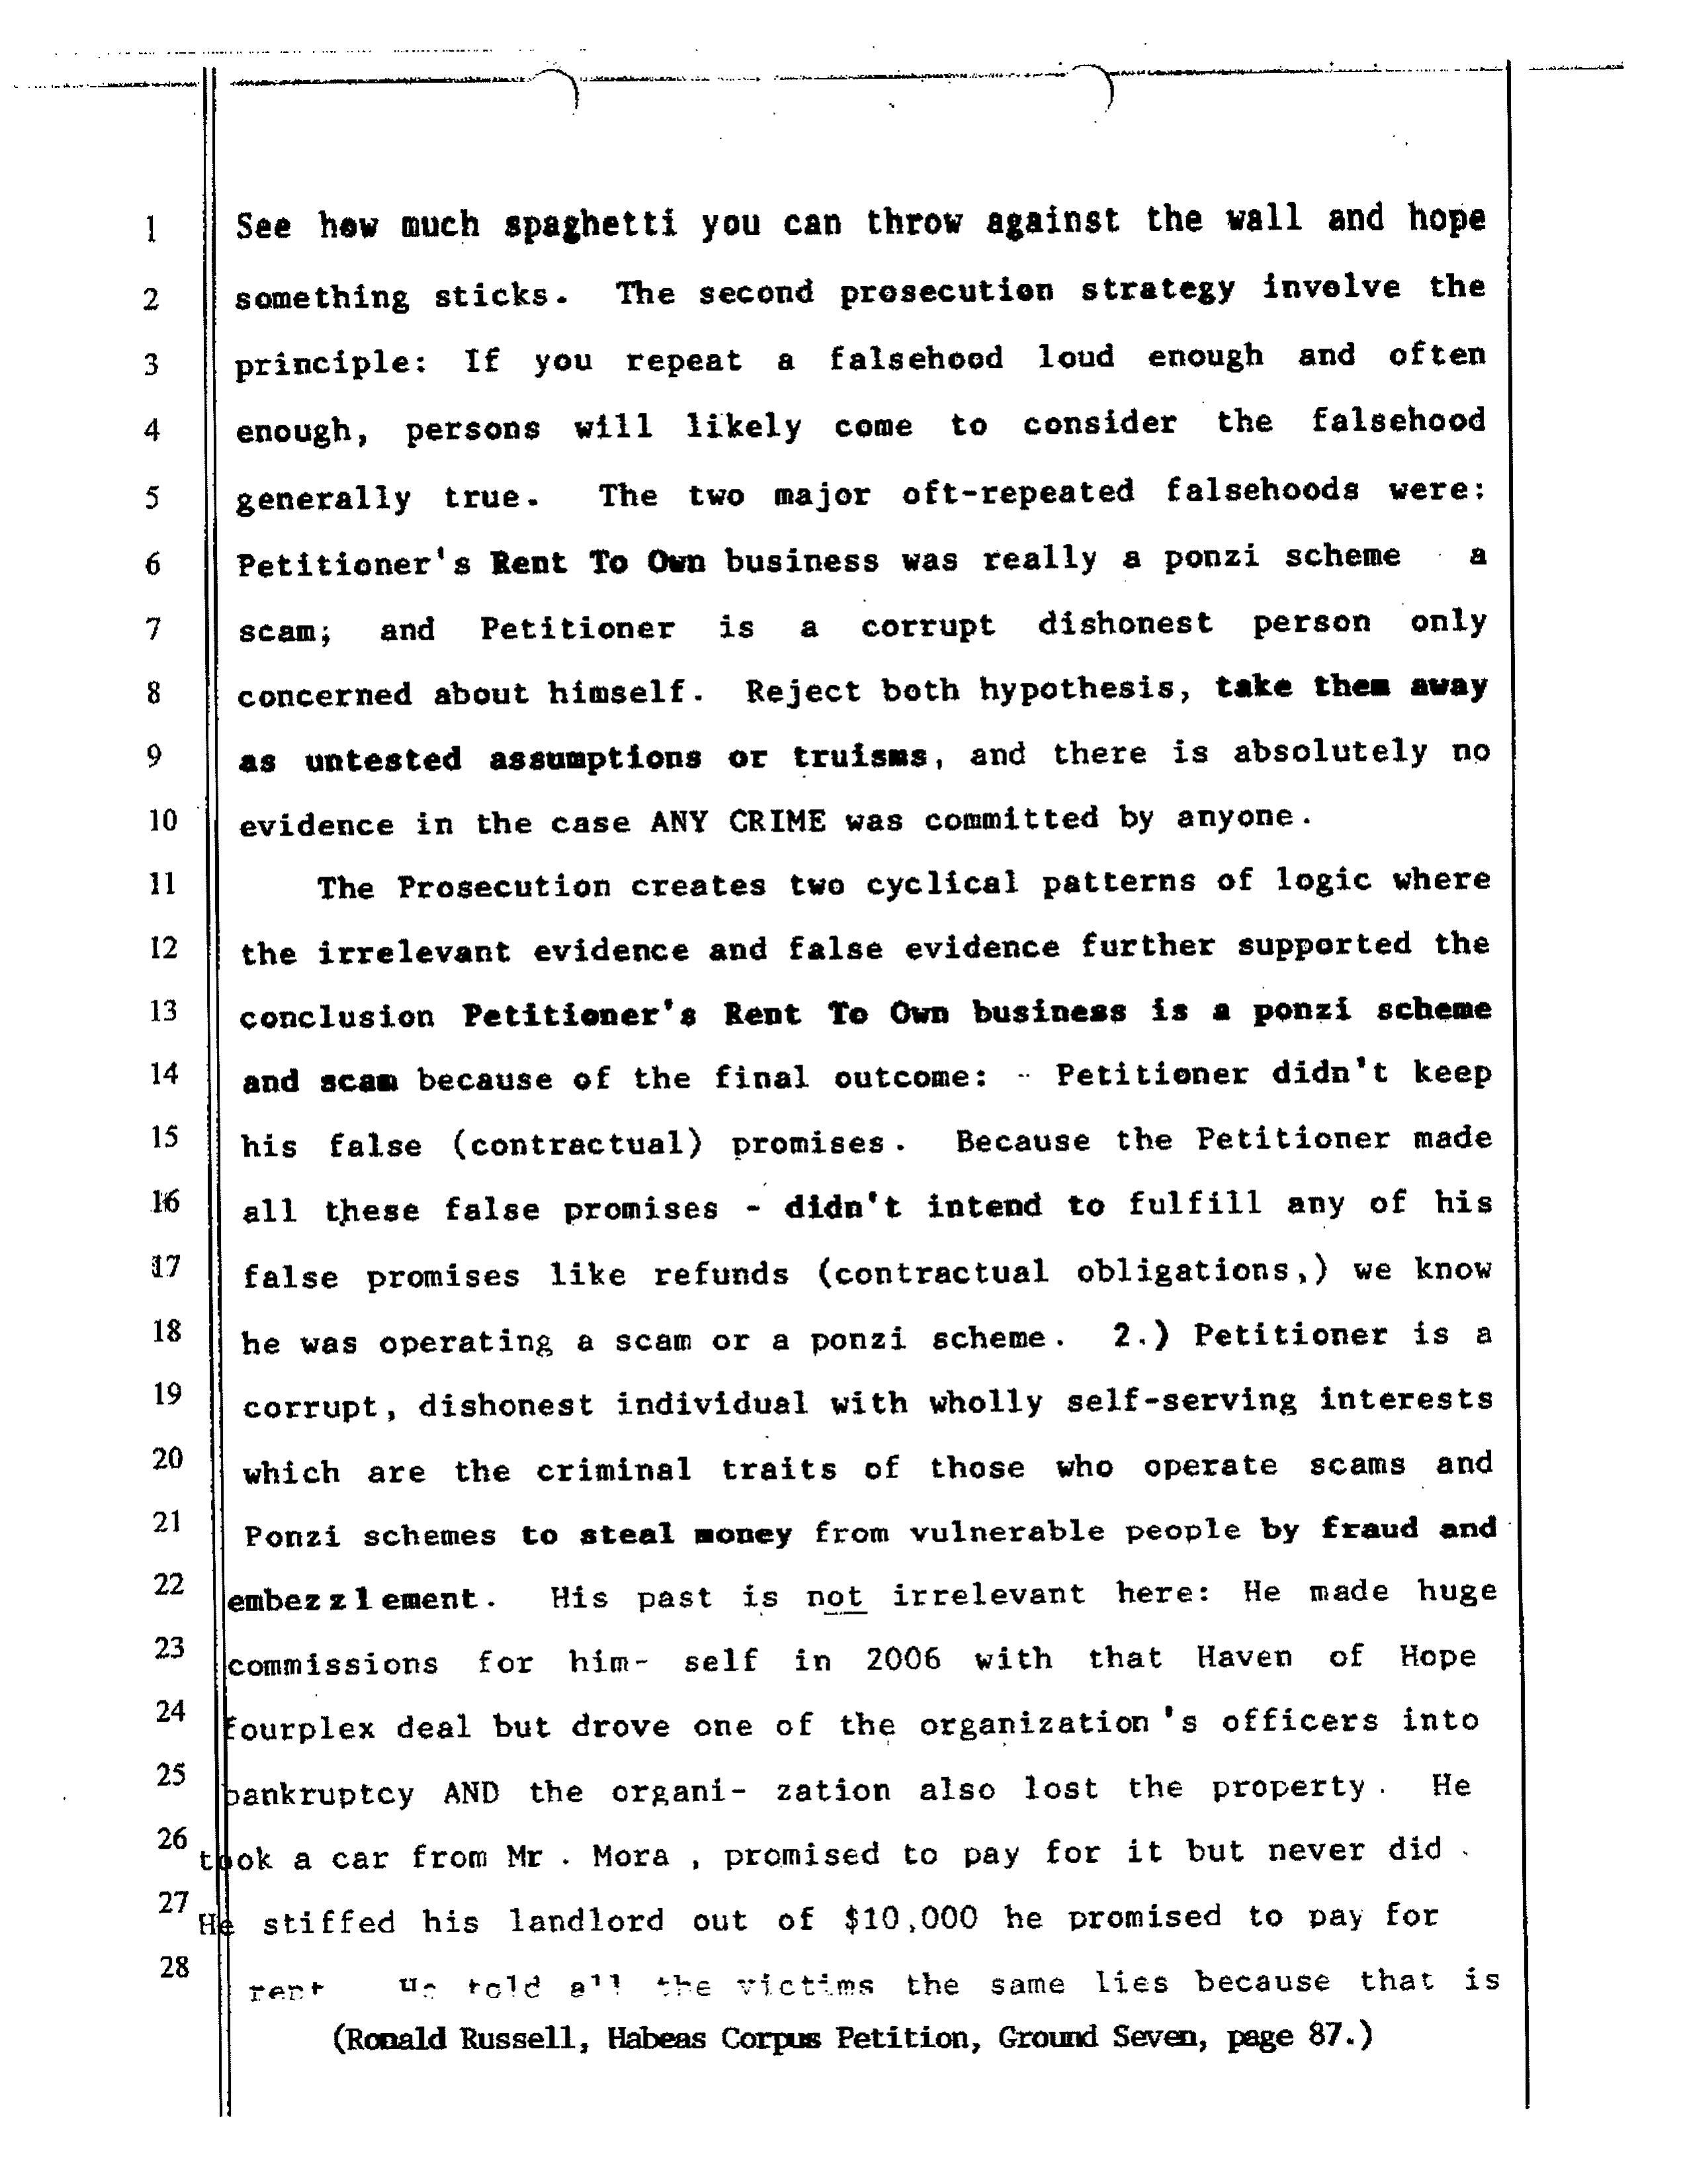 1 See how much spaghetti you can throw against the wall and hope
2 something sticks. The second prosecution strategy involve the
3 principle: If you repeat a falsehood loud enough and often
4 enough, persons will likely come to consider the falsehood
5 generally true. The two major oft-repeated falsehoods were:
6 Petitioner's Rent To Own business was really a ponzi scheme a
7 scam; and Petitioner is a corrupt dishonest person only
8 concerned about himself. Reject both hypothesis, take them away
9 as untested assumptions or truisms, and there is absolutely no
10 evidence in the case ANY CRIME was committed by anyone.
11 The Prosecution creates two cyclical patterns of logic where
12 the irrelevant evidence and false evidence further supported the
13 conclusion Petitioner's Rent To Own business is a ponzi scheme
14 and scam because of the final outcome: - Petitioner didn't keep
15 his false (contractual) promises. Because the Petitioner made
16 all these false promises - didn't intend to fulfill any of his
17 false promises like refunds (contractual obligations,) we know
18 he was operating a scam or a ponzi scheme. 2.) Petitioner is a
19 corrupt, dishonest individual with wholly self-serving interests
20 which are the criminal traits of those who operate scams and
21 Ponzi schemes to steal money from vulnerable people by fraud and
22 embezzlement. His past is not irrelevant here: He made huge
23 commissions for him- self in 2006 with that Haven of Hope
24 fourplex deal but drove one of the organization's officers into
25 bankruptcy AND the organi- zation also lost the property. He
26 took a car from Mr. Mora, promised to pay for it but never did.
27 He stiffed his landlord out of $10,000 he promised to pay for
28 rent He told all the victims the same lies because that is
(Ronald Russell, Habeas Corpus Petition, Ground Seven, page 87.)